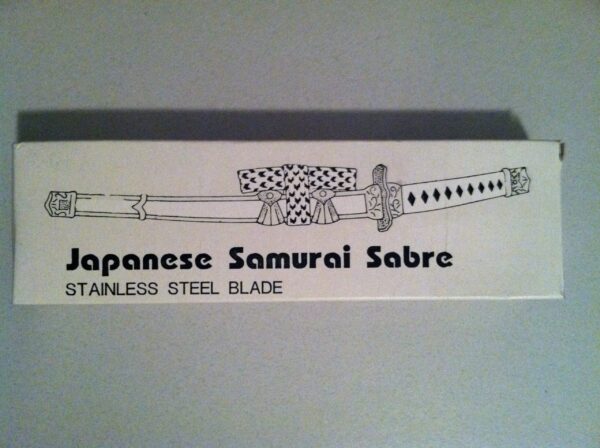 Japanese Samurai Sabre
STAINLESS STEEL BLADE